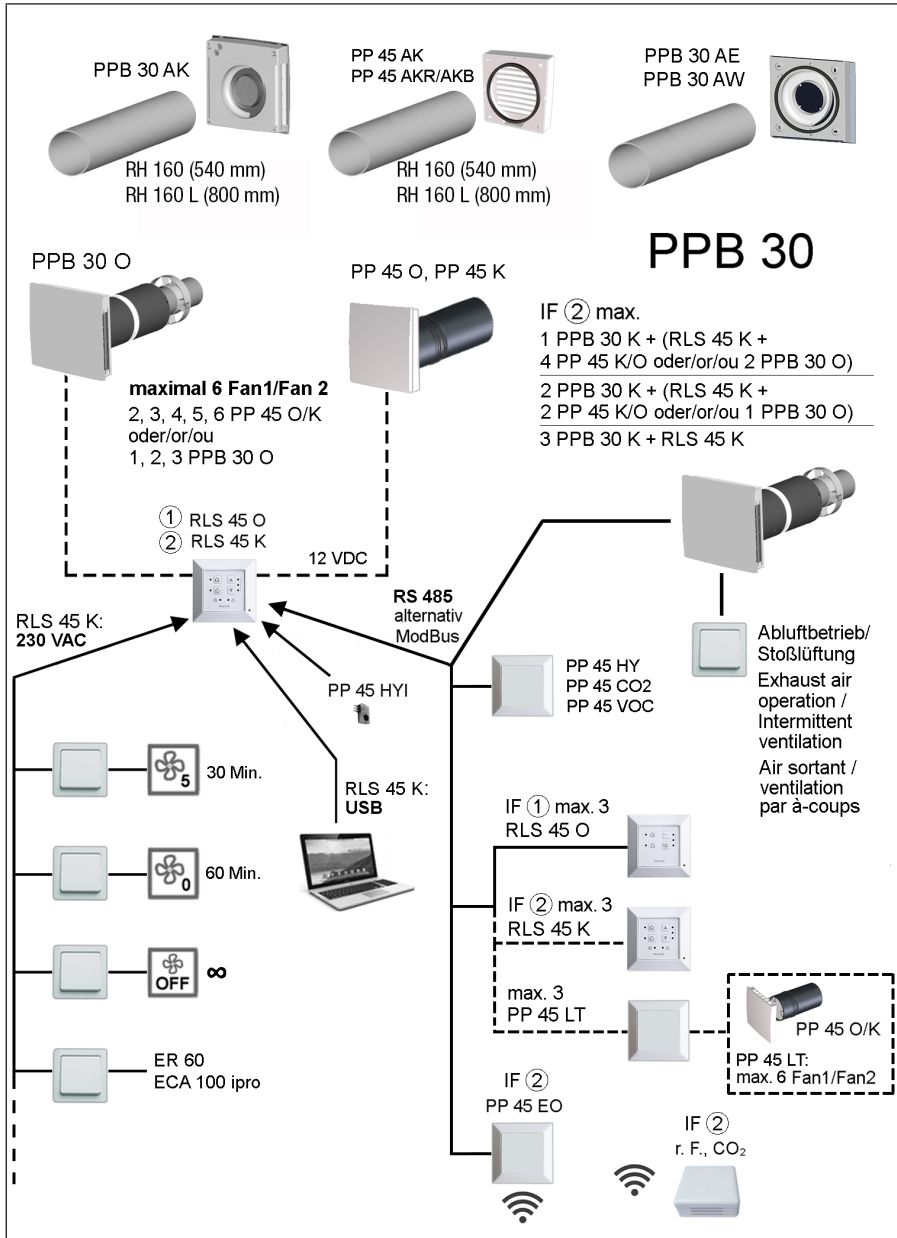 PPB 30 AK
RH 160 (540 mm)
RH 160 L (800 mm)
PP 45 AK
PP 45 AKR/AKB
RH 160 (540 mm)
RH 160 L (800 mm)
PPB 30 AE
PPB 30 AW
PPB 30
PPB 30 O
PP 45 O, PP 45 K
maximal 6 Fan1/Fan 2
2, 3, 4, 5, 6 PP 45 O/K
oder/or/ou
1, 2, 3 PPB 30 O
IF ② max.
1 PPB 30 K + (RLS 45 K +
4 PP 45 K/O oder/or/ou 2 PPB 30 O)
2 PPB 30 K + (RLS 45 K +
2 PP 45 K/O oder/or/ou 1 PPB 30 O)
3 PPB 30 K + RLS 45 K
① RLS 45 O
② RLS 45 K
12 VDC
RLS 45 K:
230 VAC
RS 485
alternativ
ModBus
PP 45 HYI
RLS 45 K:
USB
5
30 Min.
0
60 Min.
OFF
∞
ER 60
ECA 100 ipro
PP 45 HY
PP 45 CO2
PP 45 VOC
Abluftbetrieb/
Stoßlüftung
Exhaust air
operation /
Intermittent
ventilation
Air sortant /
ventilation
par à-coups
IF ① max. 3
RLS 45 O
IF ② max. 3
RLS 45 K
max. 3
PP 45 LT
PP 45 O/K
PP 45 LT:
max. 6 Fan1/Fan2
IF ②
PP 45 EO
IF ②
r. F., CO₂